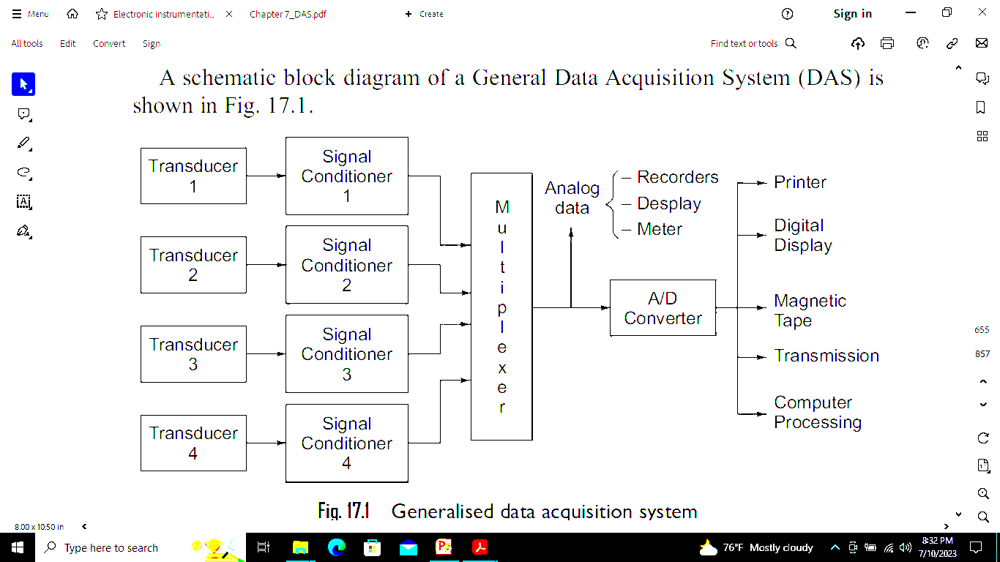 Menu
Electronic instrumentati...
Chapter 7_DAS.pdf
Create
Sign in
All tools
Edit
Convert
Sign
Find text or tools
A schematic block diagram of a General Data Acquisition System (DAS) is
shown in Fig. 17.1.
Transducer
1
Signal
Conditioner
1
Transducer
2
Signal
Conditioner
2
Transducer
3
Signal
Conditioner
3
Transducer
4
Signal
Conditioner
4
Multiplexer
Analog
data
– Recorders
– Desplay
– Meter
A/D
Converter
Printer
Digital
Display
Magnetic
Tape
Transmission
Computer
Processing
Fig. 17.1 Generalised data acquisition system
655
857
8.00 x 10.50 in
Type here to search
76°F Mostly cloudy
8:32 PM
7/10/2023